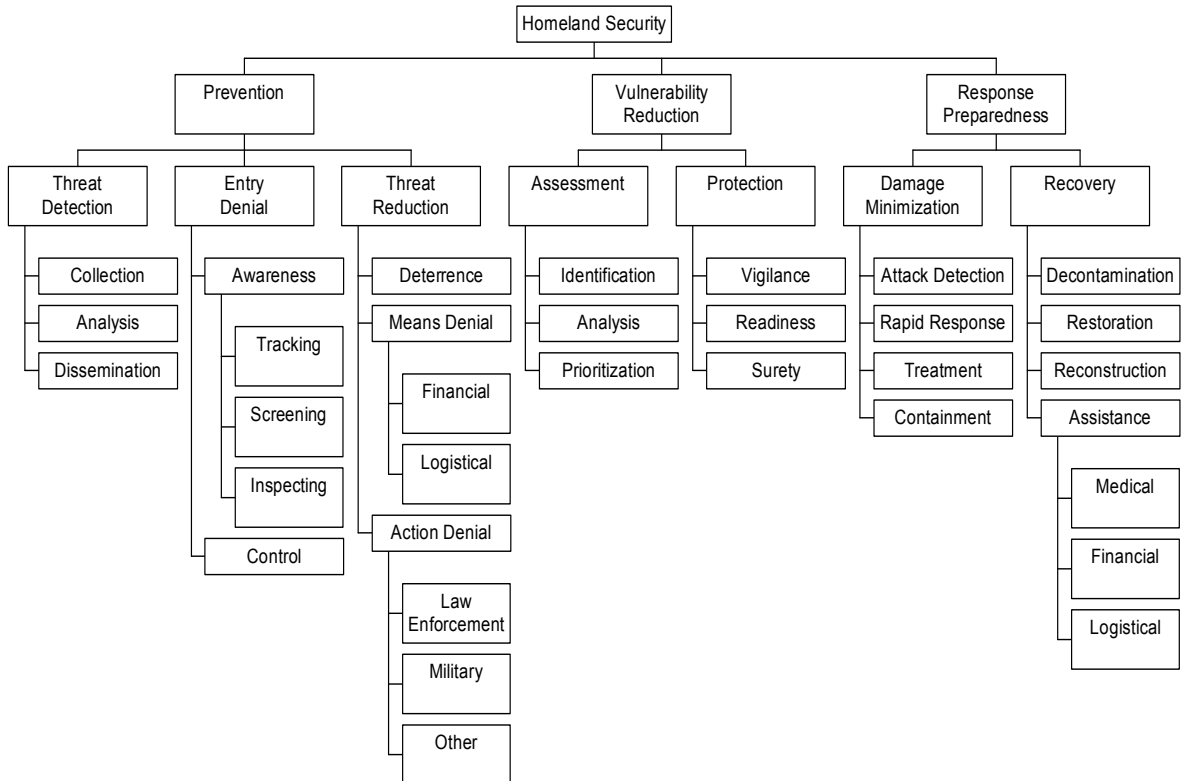 Homeland Security
Prevention
Vulnerability
Reduction
Response
Preparedness
Threat
Detection
Entry
Denial
Threat
Reduction
Assessment
Protection
Damage
Minimization
Recovery
Collection
Analysis
Dissemination
Awareness
Tracking
Screening
Inspecting
Control
Deterrence
Means Denial
Financial
Logistical
Action Denial
Law
Enforcement
Military
Other
Identification
Analysis
Prioritization
Vigilance
Readiness
Surety
Attack Detection
Rapid Response
Treatment
Containment
Decontamination
Restoration
Reconstruction
Assistance
Medical
Financial
Logistical